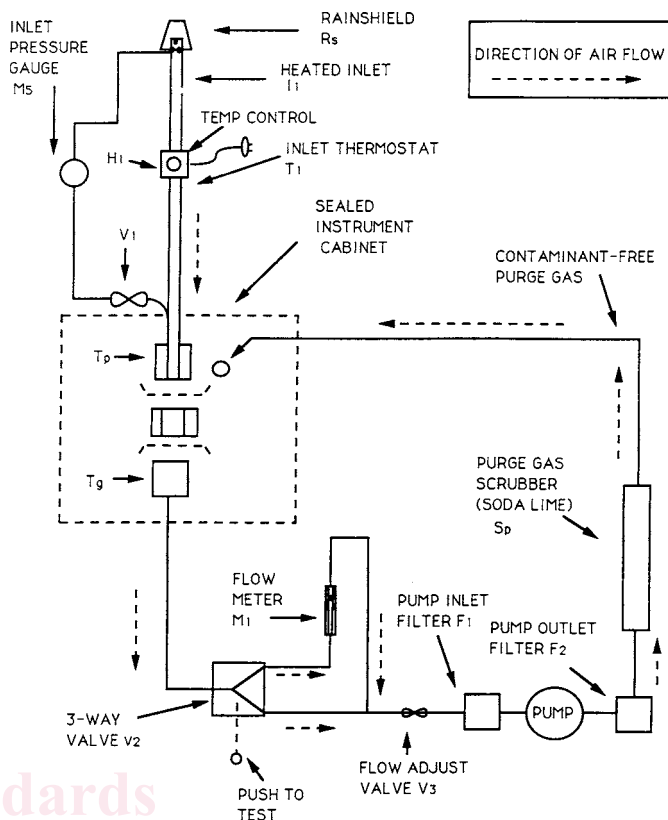 INLET
PRESSURE
GAUGE
M5
RAINSHIELD
Rs
DIRECTION OF AIR FLOW
HEATED INLET
I1
TEMP CONTROL
H1
INLET THERMOSTAT
T1
SEALED
INSTRUMENT
CABINET
V1
CONTAMINANT-FREE
PURGE GAS
Tp
Tg
PURGE GAS
SCRUBBER
(SODA LIME)
Sp
FLOW
METER
M1
PUMP INLET
FILTER F1
PUMP OUTLET
FILTER F2
3-WAY
VALVE V2
PUMP
FLOW ADJUST
VALVE V3
PUSH TO
TEST
dards